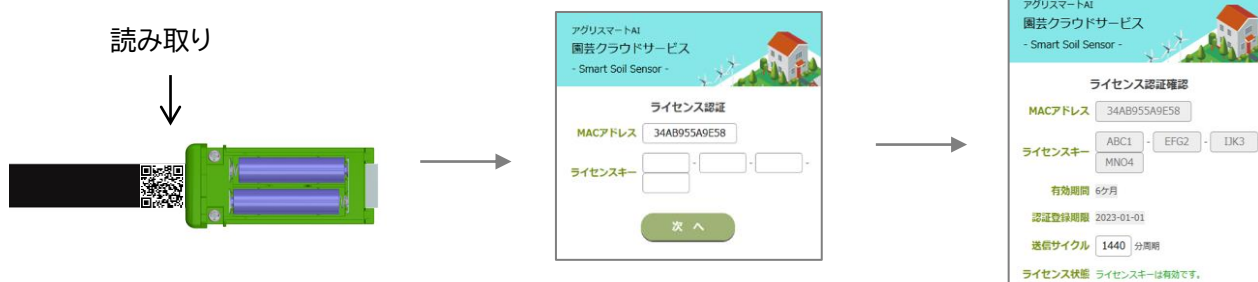 読み取り
アグリスマートAI
園芸クラウドサービス
- Smart Soil Sensor -
ライセンス認証
MACアドレス 34AB955A9E58
ライセンスキー - - -
次 へ
アグリスマートAI
園芸クラウドサービス
- Smart Soil Sensor -
ライセンス認証確認
MACアドレス 34AB955A9E58
ライセンスキー ABC1 - EFG2 - IJK3
MNO4
有効期間 6ケ月
認証登録期限 2023-01-01
送信サイクル 1440 分周期
ライセンス状態 ライセンスキーは有効です。